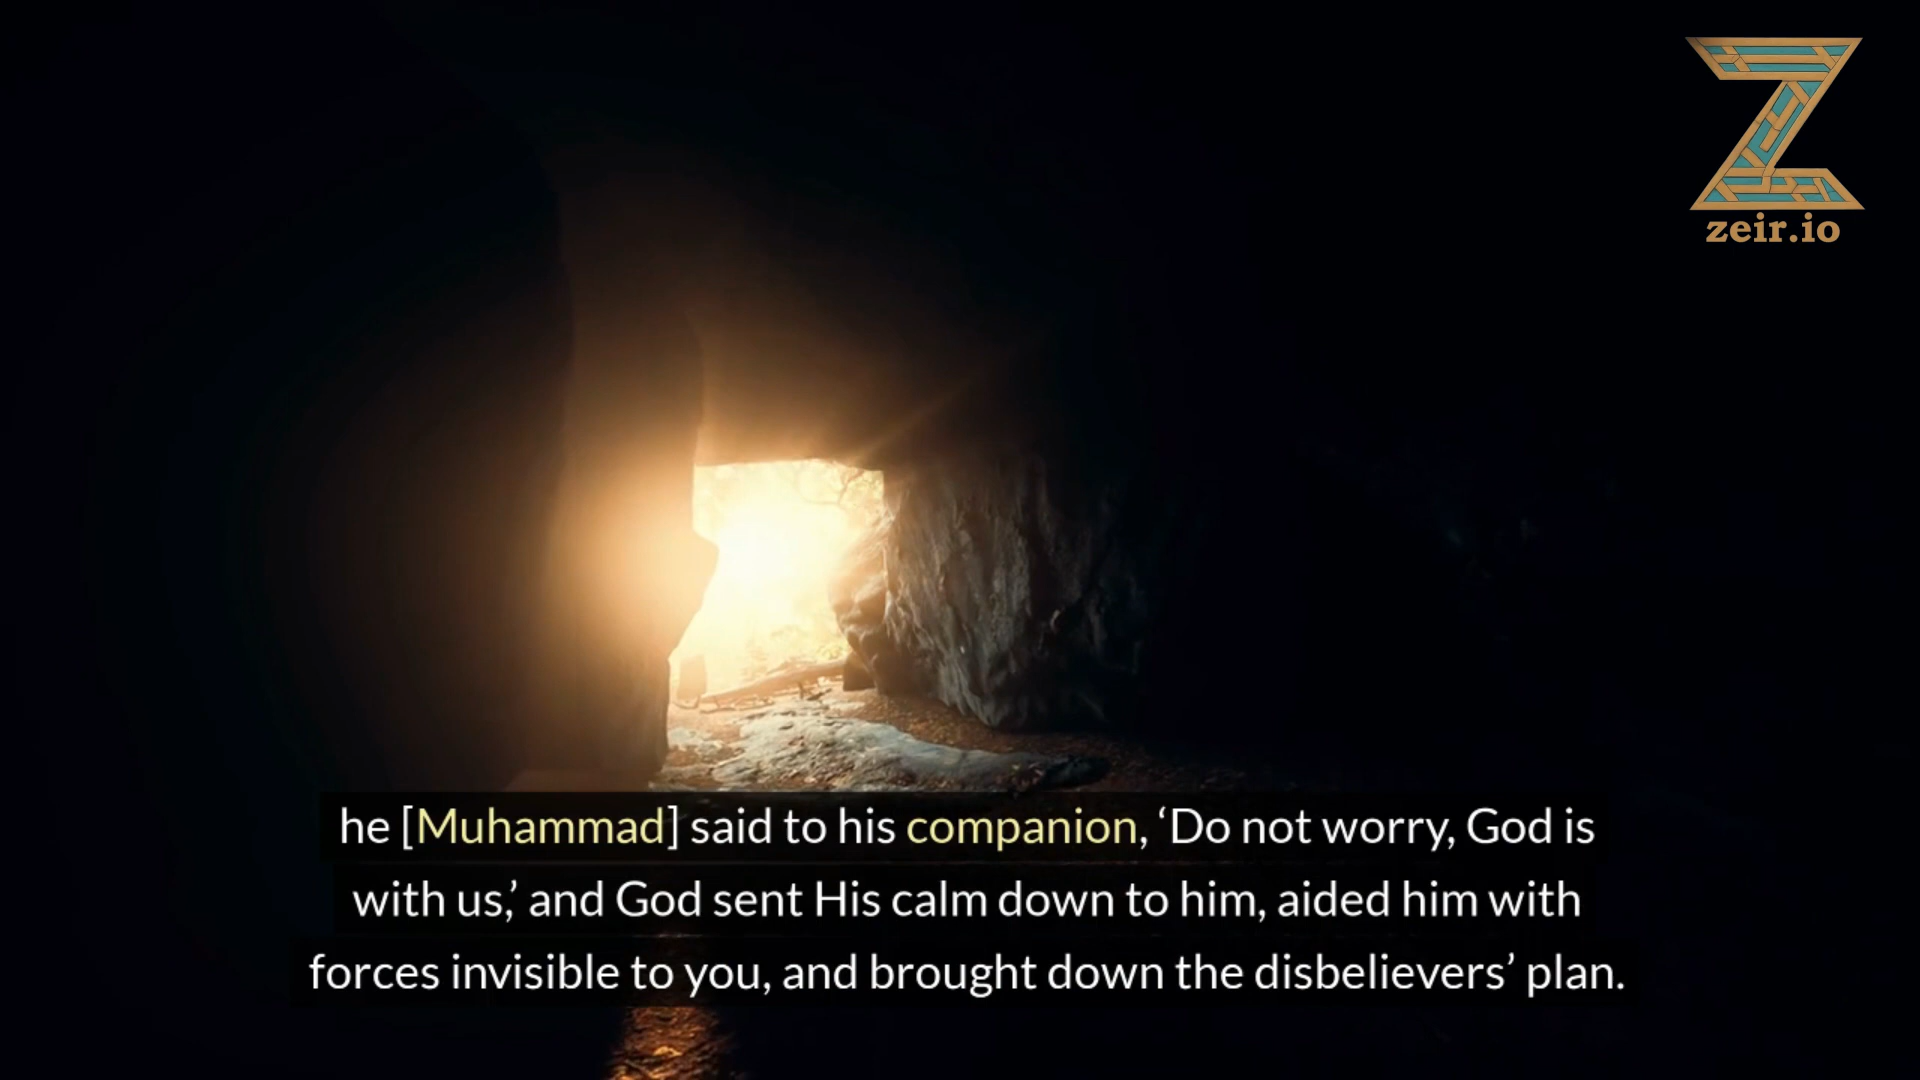 zeir.io
he [Muhammad] said to his companion, ‘Do not worry, God is
with us,’ and God sent His calm down to him, aided him with
forces invisible to you, and brought down the disbelievers’ plan.